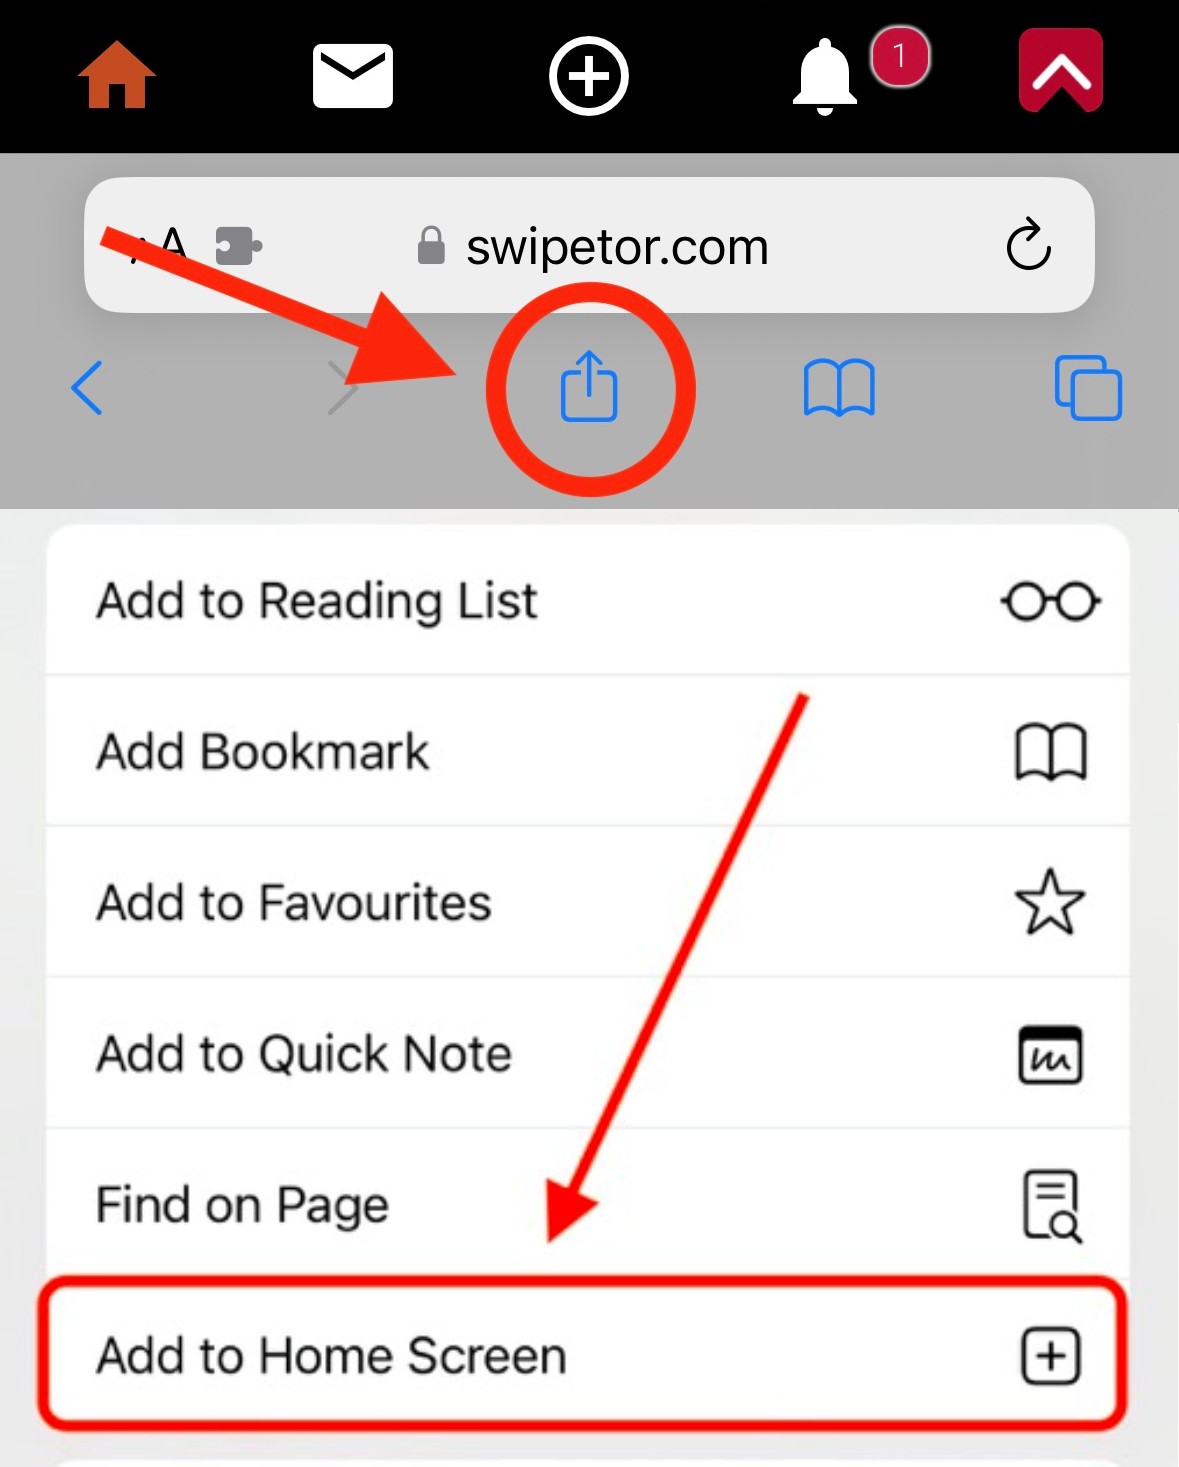 1
AA
swipetor.com
Add to Reading List
Add Bookmark
Add to Favourites
Add to Quick Note
Find on Page
Add to Home Screen